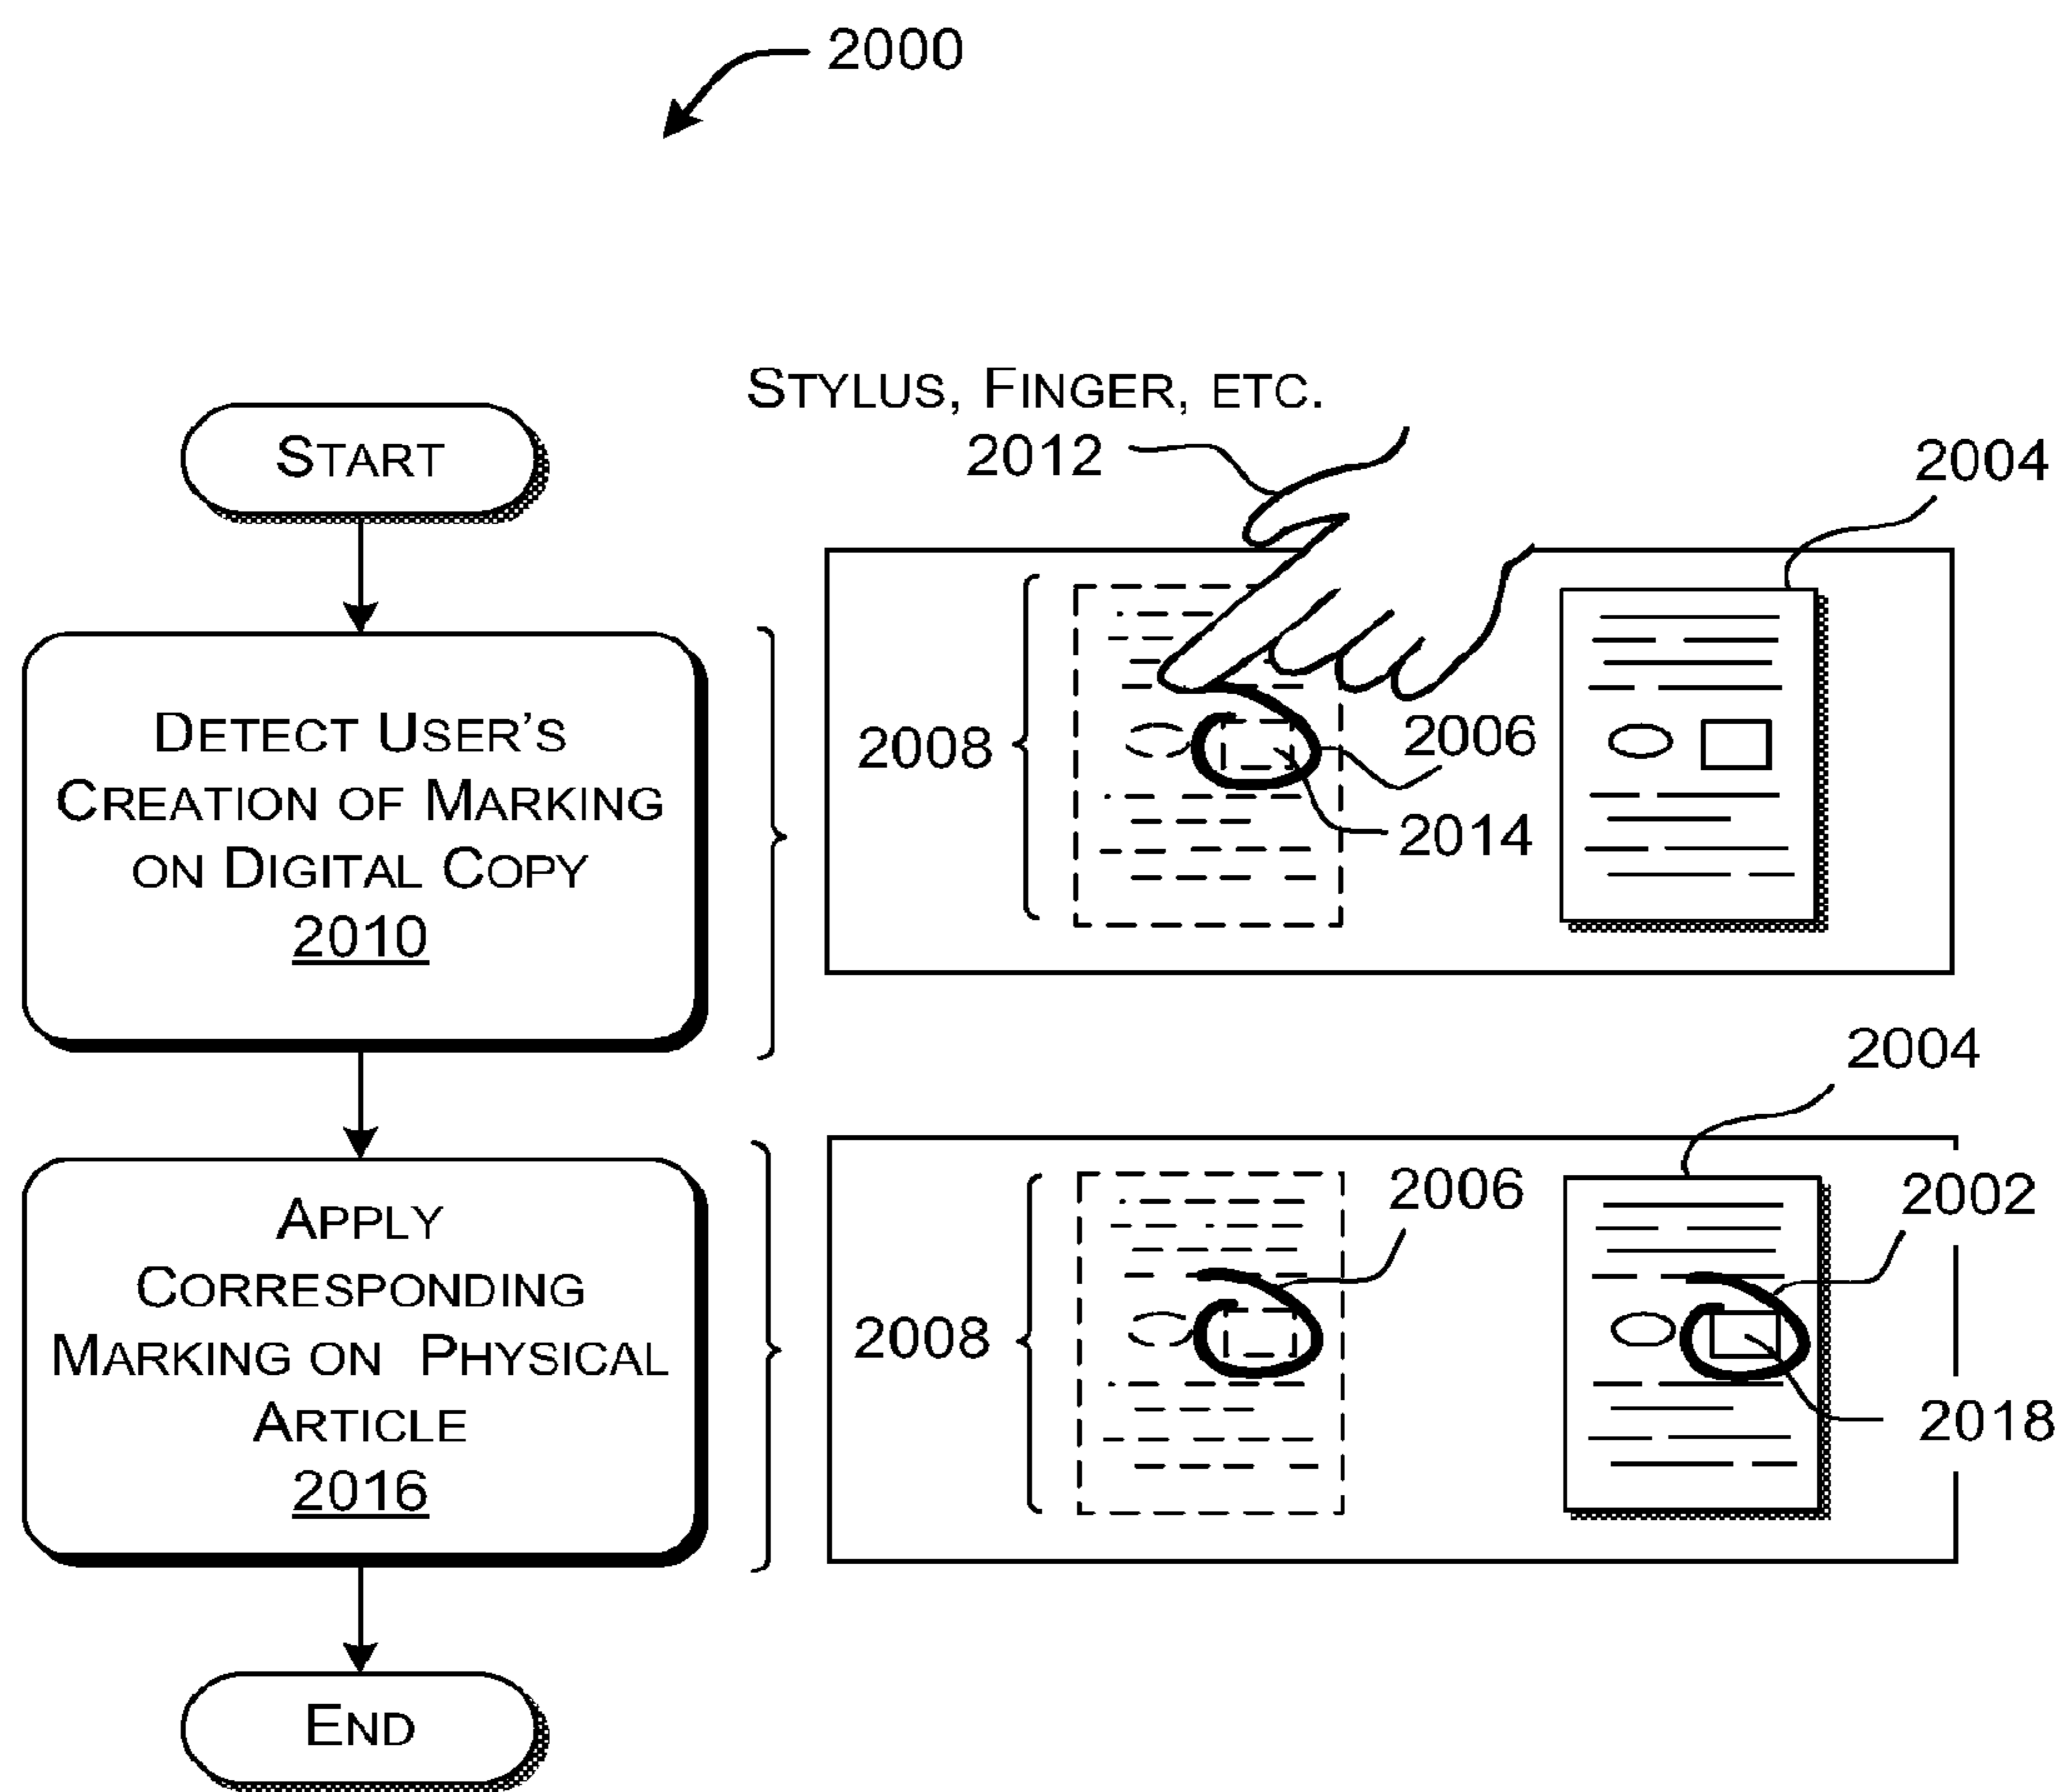 2000
START
DETECT USER'S
CREATION OF MARKING
ON DIGITAL COPY
2010
STYLUS, FINGER, ETC.
2012
2004
2008
2006
2014
APPLY
CORRESPONDING
MARKING ON PHYSICAL
ARTICLE
2016
2004
2006
2002
2008
2018
END